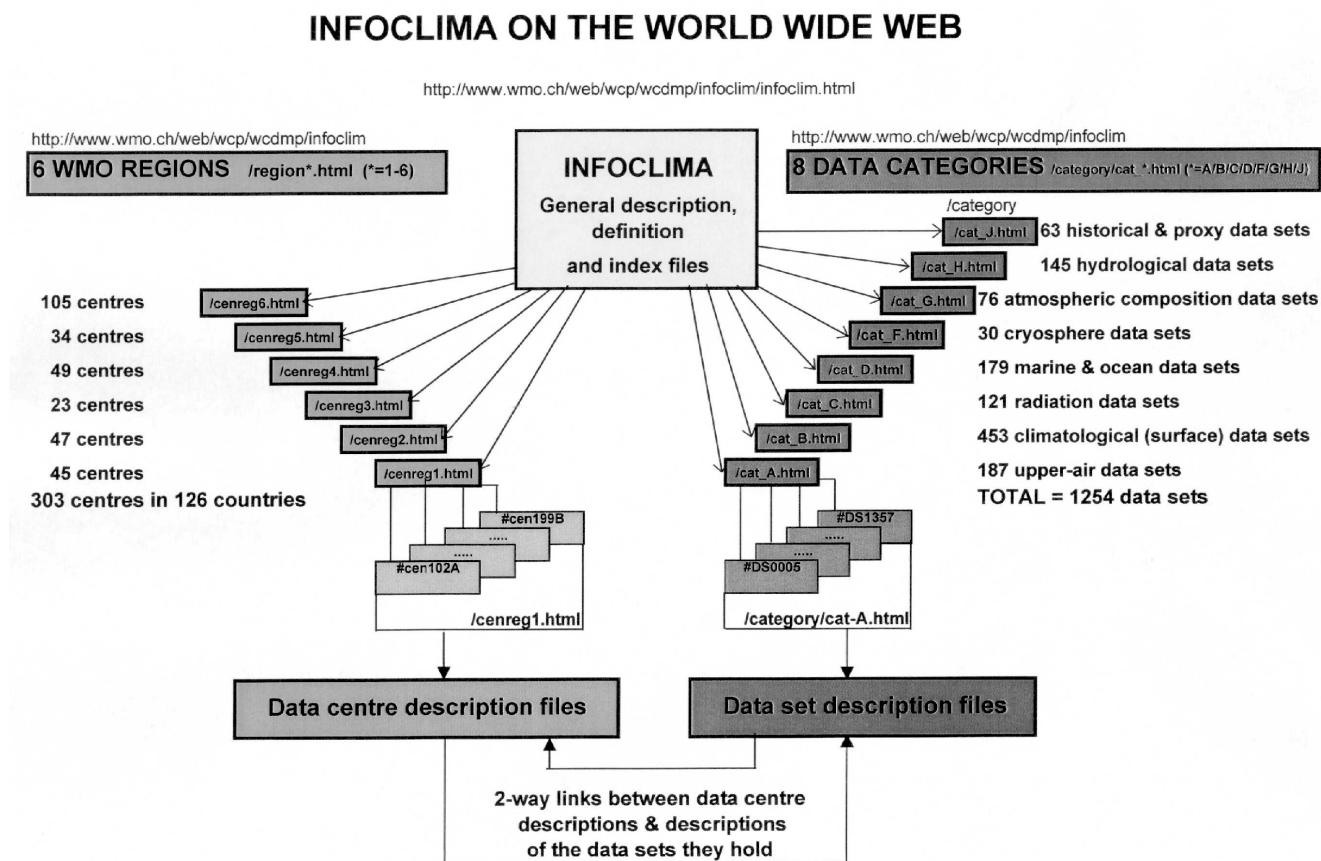 INFOCLIMA ON THE WORLD WIDE WEB
http://www.wmo.ch/web/wcp/wcdmp/infoclim/infoclim.html
http://www.wmo.ch/web/wcp/wcdmp/infoclim
6 WMO REGIONS /region*.html (*=1-6)
INFOCLIMA
General description,
definition
and index files
http://www.wmo.ch/web/wcp/wcdmp/infoclim
8 DATA CATEGORIES /category/cat_*.html (*=A/B/C/D/F/G/H/J)
/category
105 centres
/cenreg6.html
34 centres
/cenreg5.html
49 centres
/cenreg4.html
23 centres
/cenreg3.html
47 centres
/cenreg2.html
45 centres
/cenreg1.html
303 centres in 126 countries
/cat_J.html
63 historical & proxy data sets
/cat_H.html
145 hydrological data sets
/cat_G.html
76 atmospheric composition data sets
/cat_F.html
30 cryosphere data sets
/cat_D.html
179 marine & ocean data sets
/cat_C.html
121 radiation data sets
/cat_B.html
453 climatological (surface) data sets
/cat_A.html
187 upper-air data sets
TOTAL = 1254 data sets
#cen199B
.....
.....
#cen102A
/cenreg1.html
#DS1357
.....
.....
#DS0005
/category/cat-A.html
Data centre description files
Data set description files
2-way links between data centre
descriptions & descriptions
of the data sets they hold